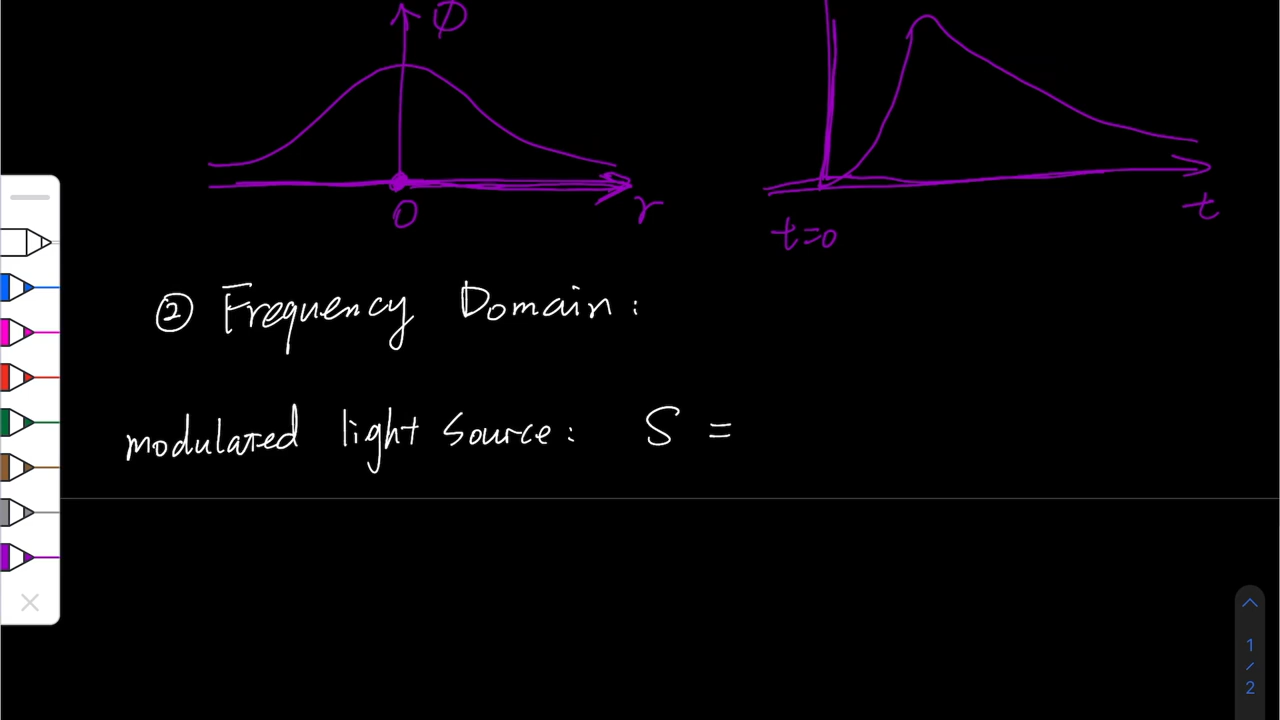 Φ
0 r
t=0 t
② Frequency Domain:
modulated light source: S =
1
/
2